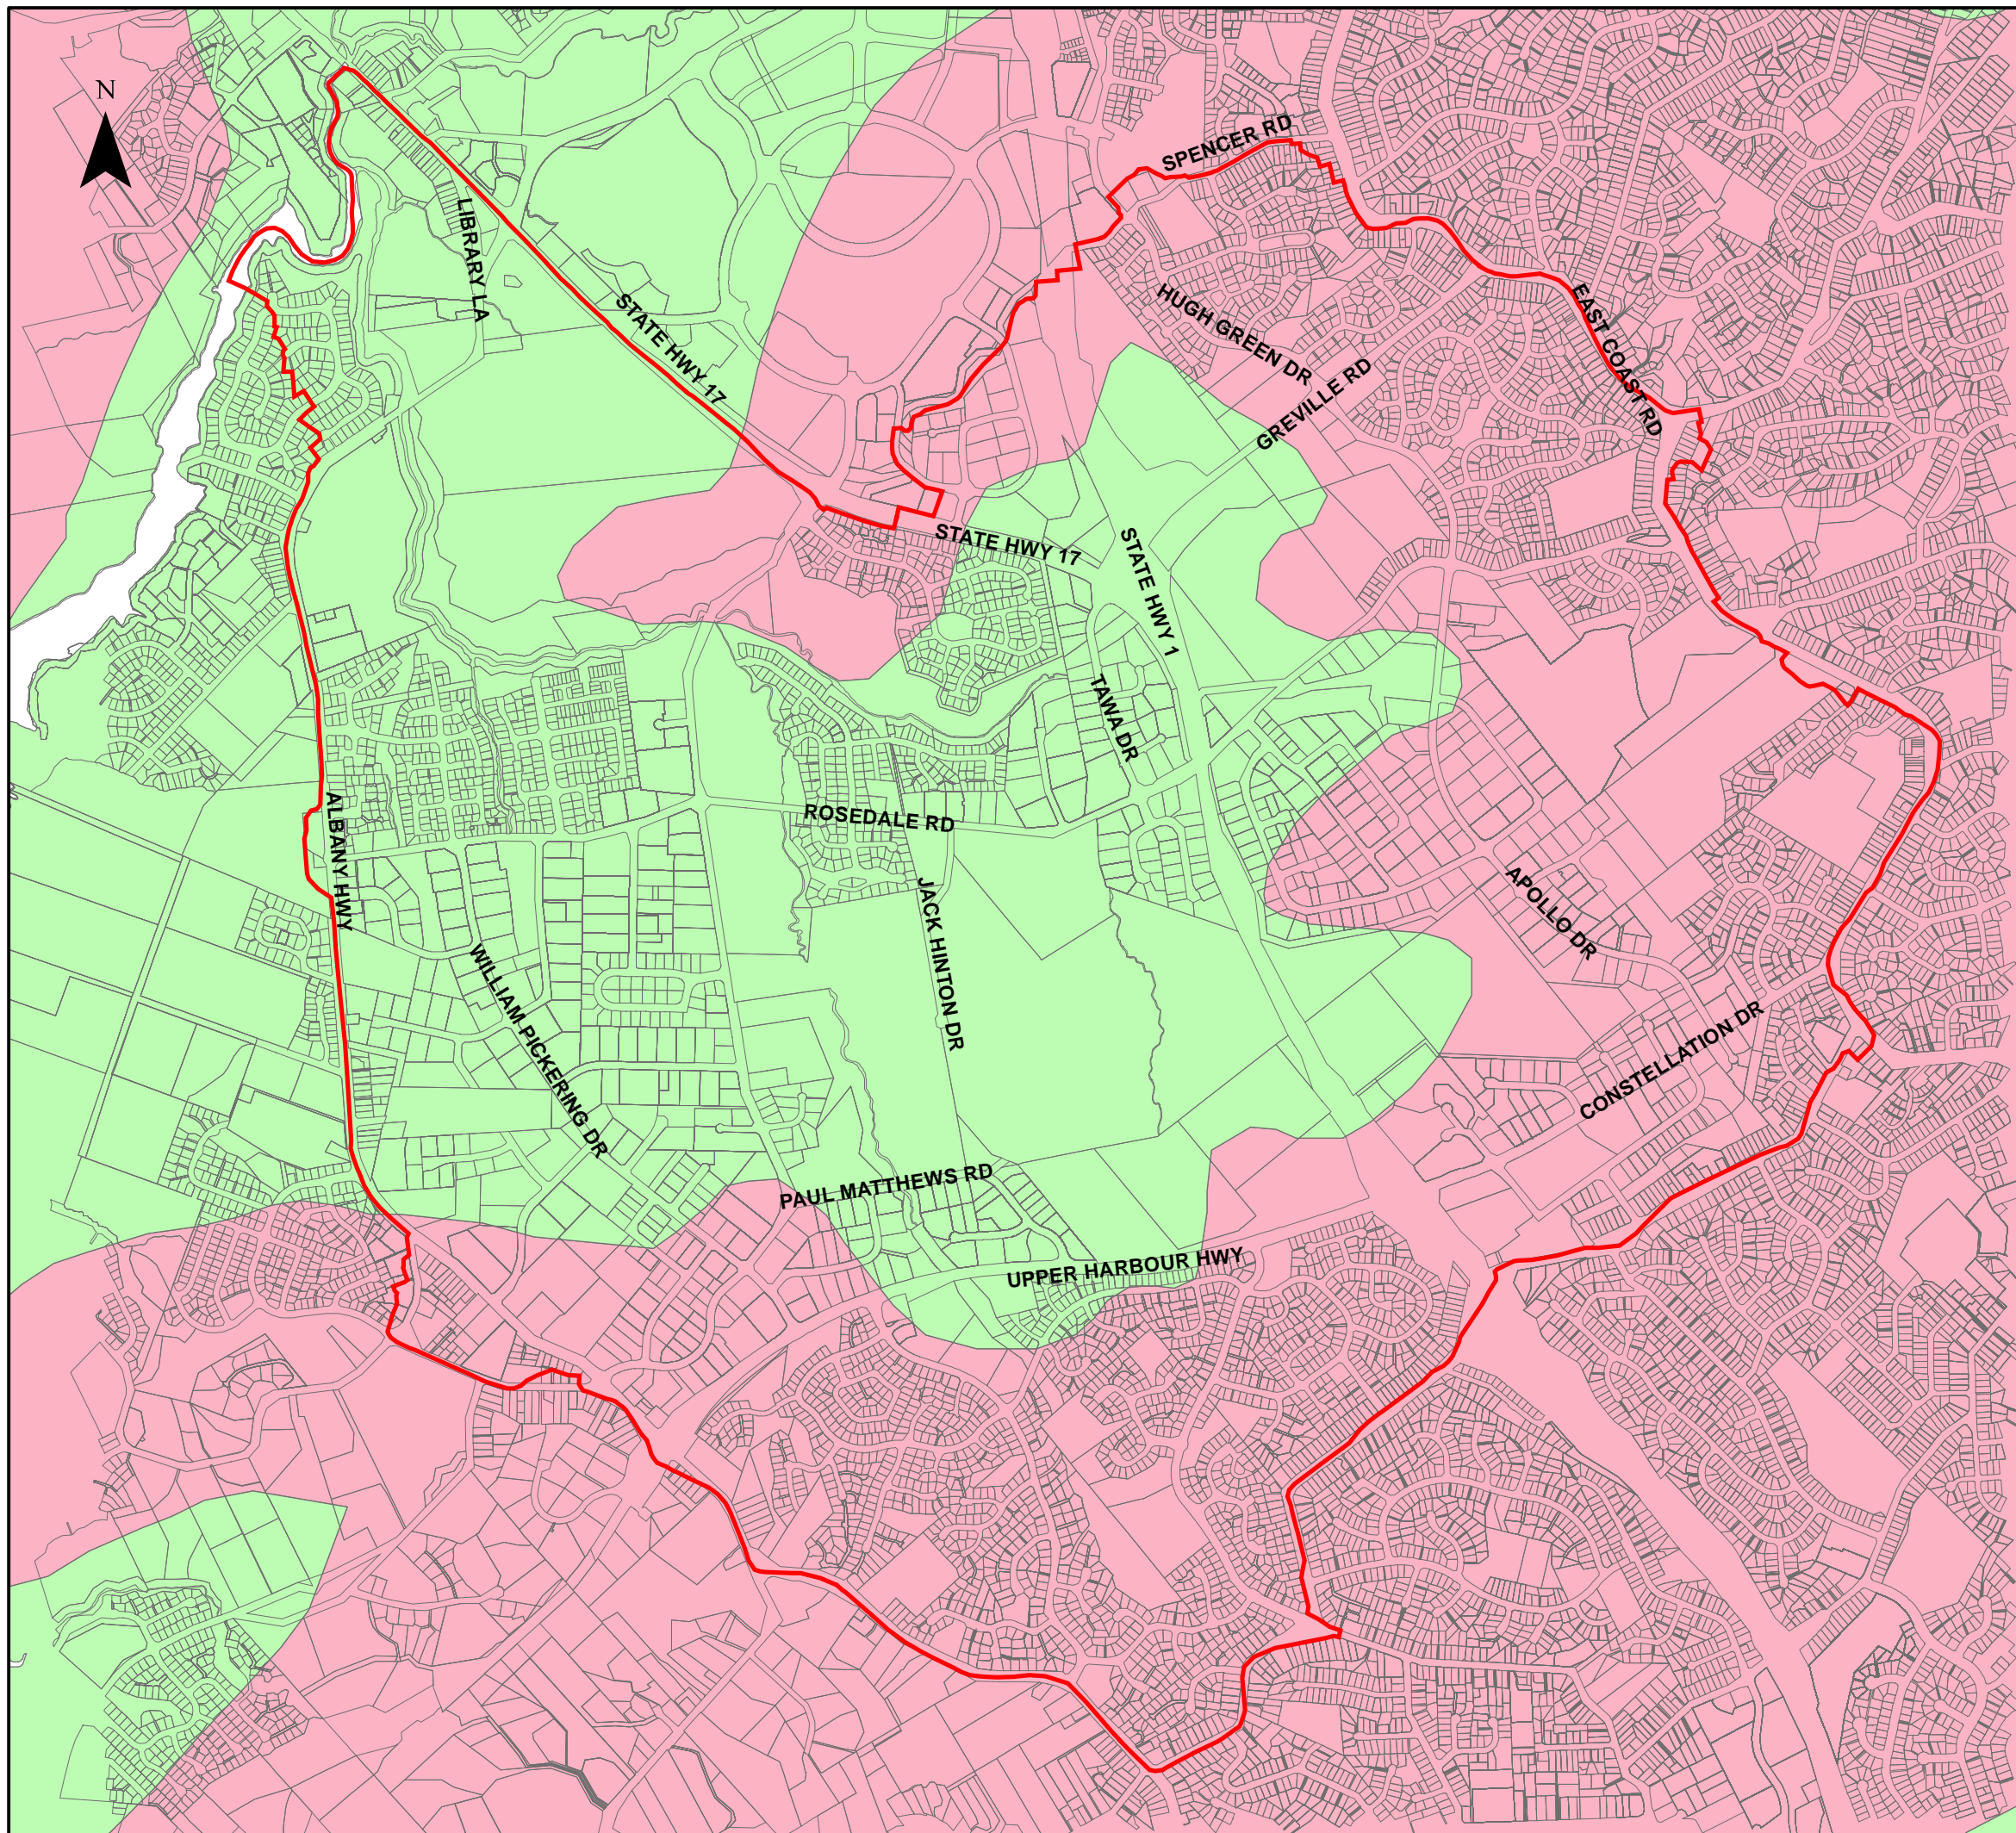 N
SPENCER RD
LIBRARY LA
STATE HWY 17
HUGH GREEN DR
EAST COAST RD
GREVILLE RD
STATE HWY 17
STATE HWY 1
TAWA DR
ROSEDALE RD
ALBANY HWY
JACK HINTON DR
APOLLO DR
WILLIAM PICKERING DR
CONSTELLATION DR
PAUL MATTHEWS RD
UPPER HARBOUR HWY